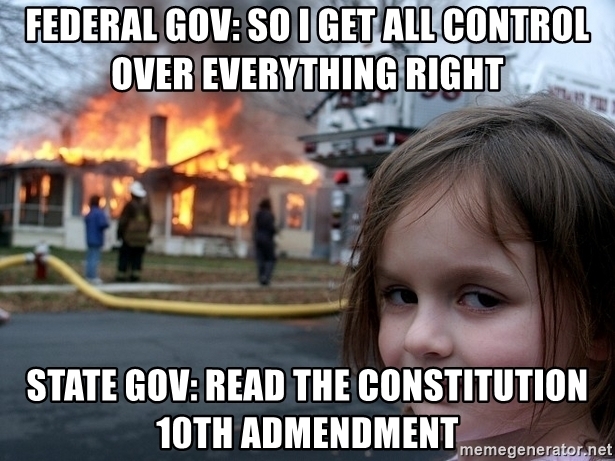 FEDERAL GOV: SO I GET ALL CONTROL
OVER EVERYTHING RIGHT
STATE GOV: READ THE CONSTITUTION
10TH ADMENDMENT
memegenerator.net